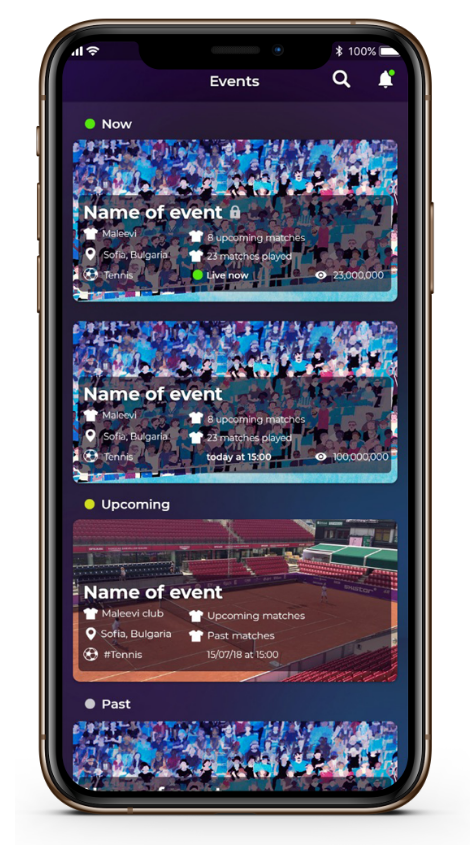 100%
Events
Now
Name of event
Maleevi
8 upcoming matches
Sofia, Bulgaria
23 matches played
Tennis
Live now
23,000,000
Name of event
Maleevi
8 upcoming matches
Sofia, Bulgaria
23 matches played
Tennis
today at 15:00
100,000,000
Upcoming
Name of event
Maleevi club
Upcoming matches
Sofia, Bulgaria
Past matches
#Tennis
15/07/18 at 15:00
Past